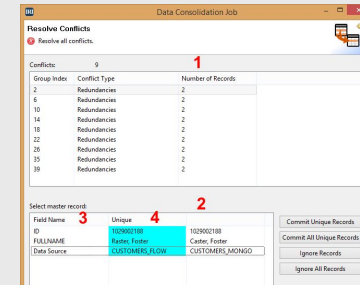 IRI Data Consolidation Job
Resolve Conflicts
Resolve all conflicts.
Conflicts: 9 1
Group Index Conflict Type Number of Records
2 Redundancies 2
6 Redundancies 2
10 Redundancies 2
14 Redundancies 2
18 Redundancies 2
22 Redundancies 2
26 Redundancies 2
35 Redundancies 2
39 Redundancies 2
Select master record: 2
Field Name 3 Unique 4
ID 1029002188 1029002188
FULLNAME Raster, Foster Caster, Foster
Data Source CUSTOMERS_FLOW CUSTOMERS_MONGO
Commit Unique Records
Commit All Unique Records
Ignore Records
Ignore All Records